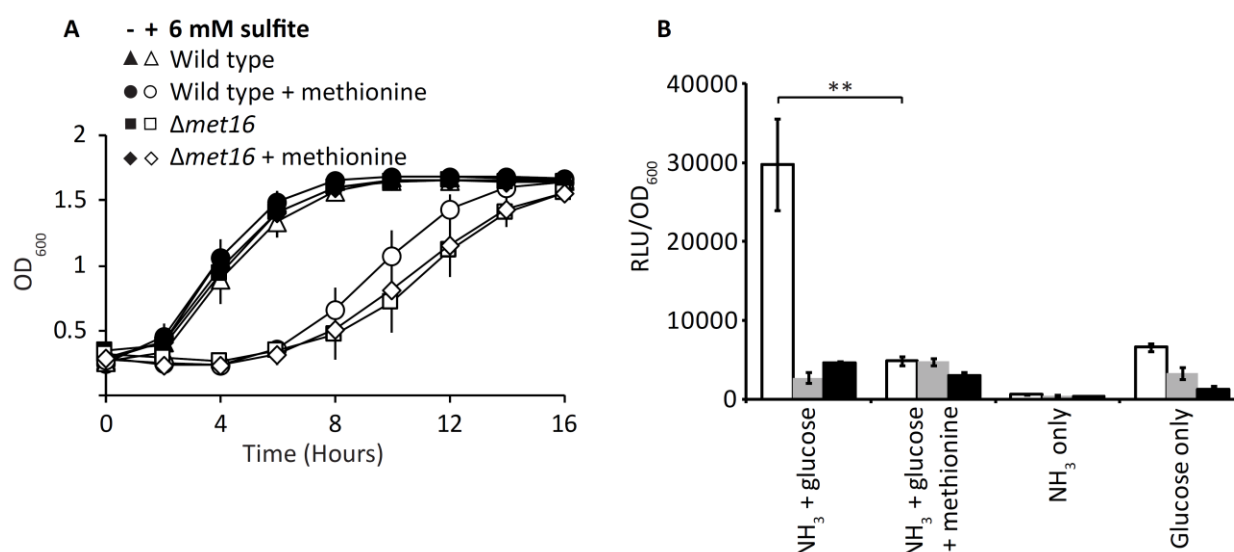 A - + 6 mM sulfite
▲ △ Wild type
● ○ Wild type + methionine
■ □ Δmet16
◆ ◇ Δmet16 + methionine
2
1.5
1
0.5
OD600
0 4 8 12 16
Time (Hours)
B
40000
30000
20000
10000
0
RLU/OD600
**
NH3 + glucose
NH3 + glucose
+ methionine
NH3 only
Glucose only